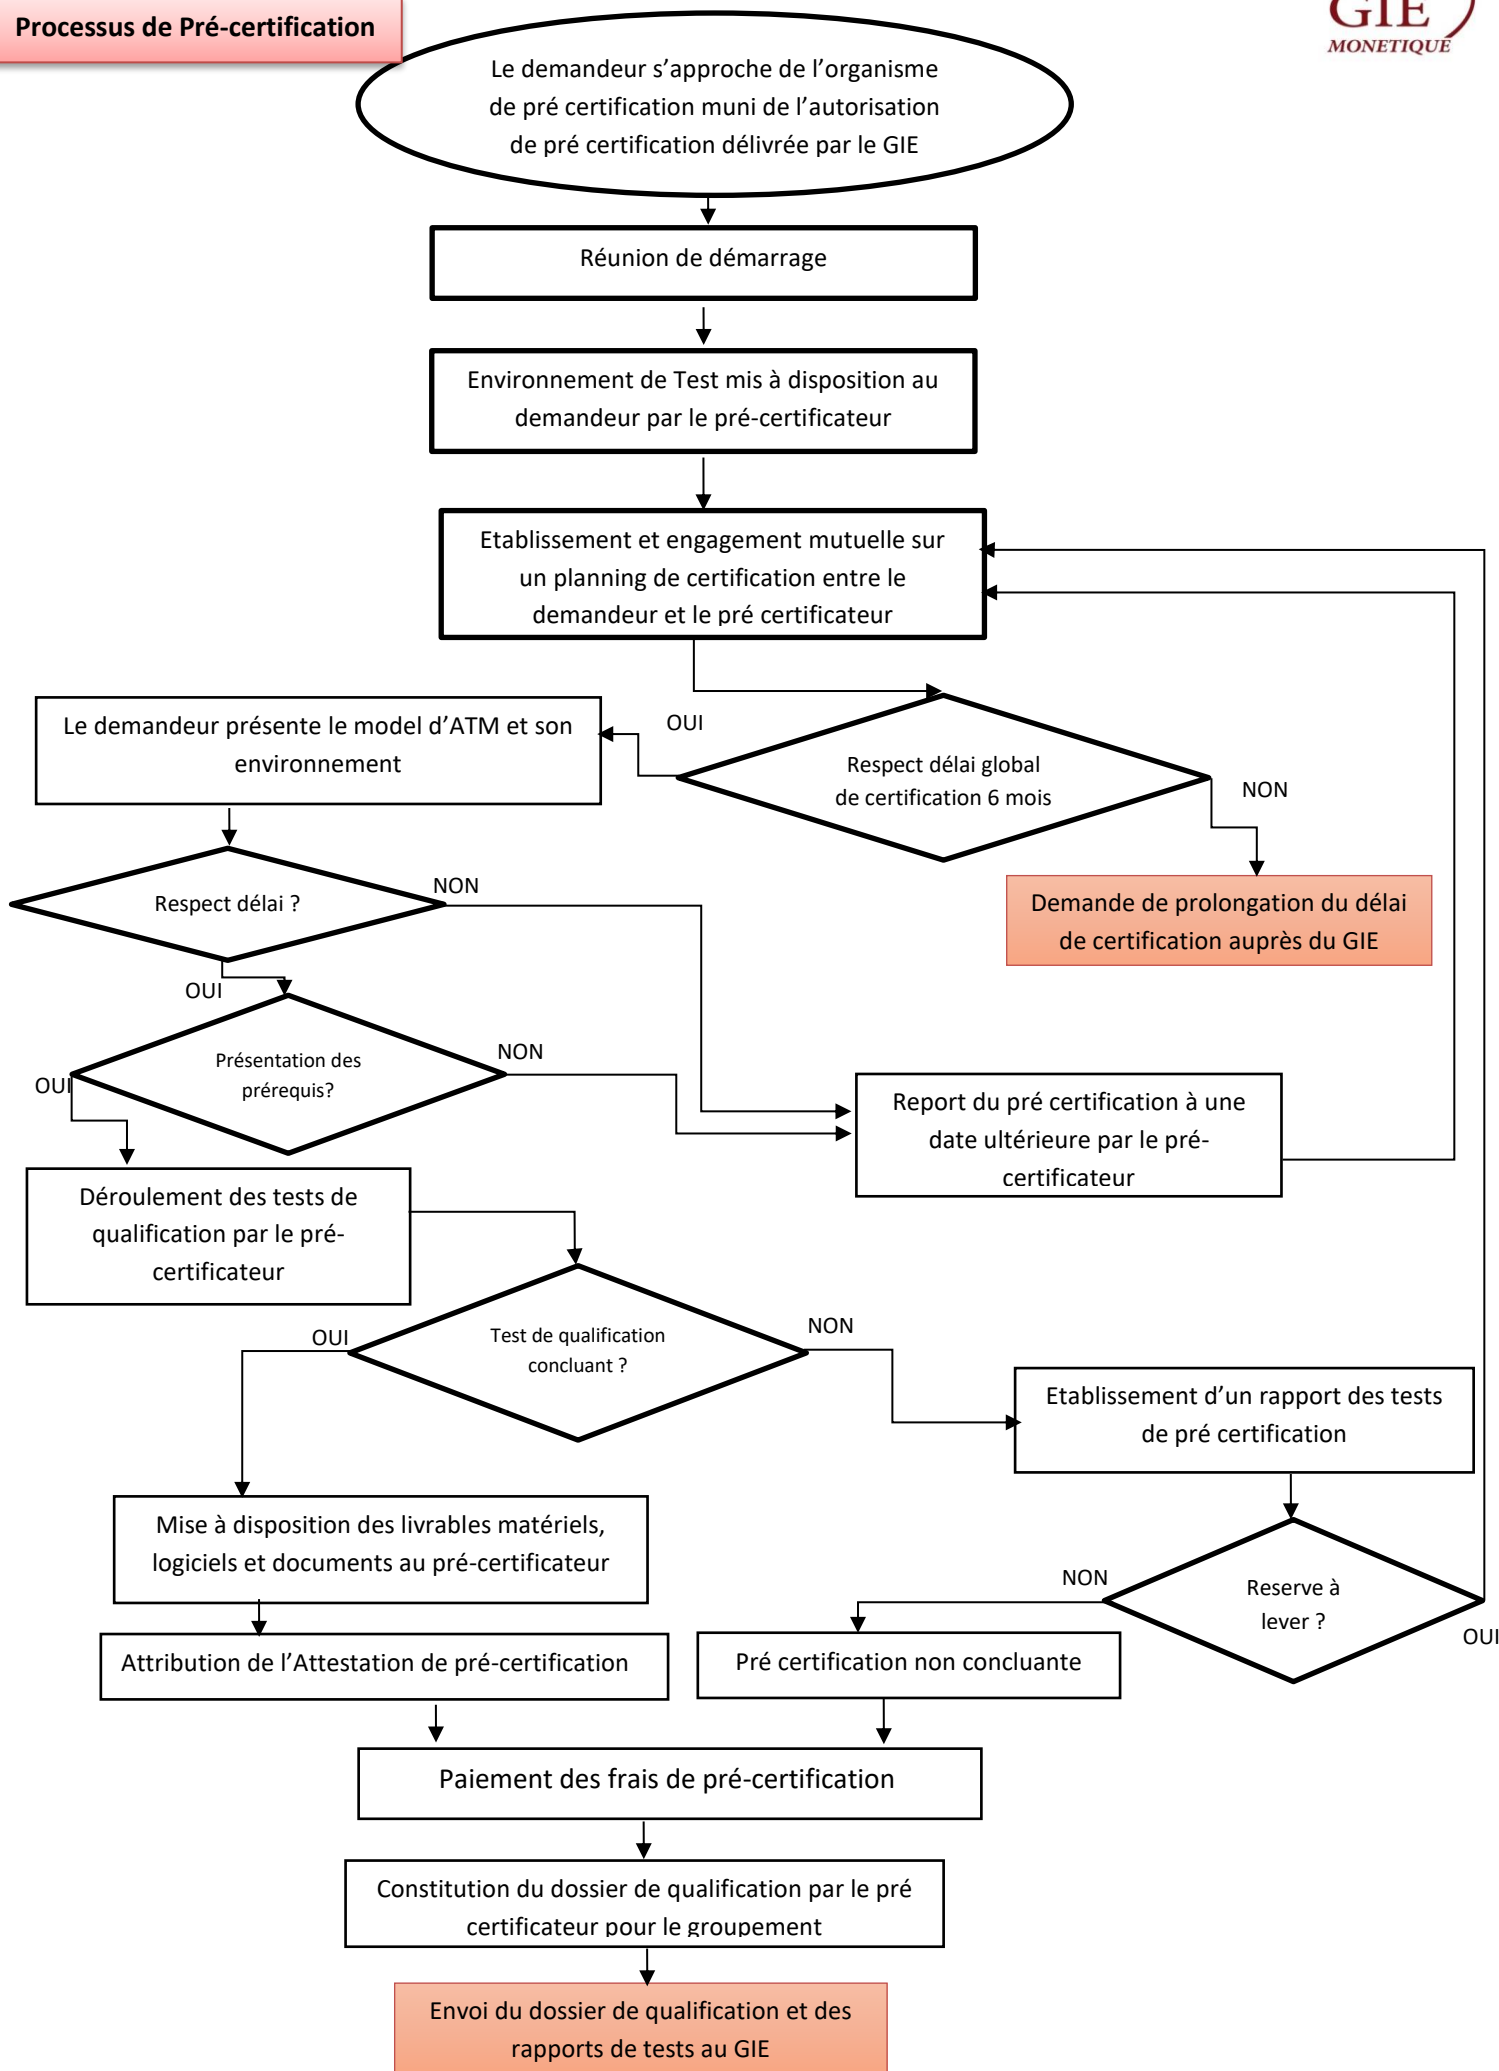 Processus de Pré-certification
GIE
MONETIQUE
Le demandeur s’approche de l’organisme
de pré certification muni de l’autorisation
de pré certification délivrée par le GIE
Réunion de démarrage
Environnement de Test mis à disposition au
demandeur par le pré-certificateur
Etablissement et engagement mutuelle sur
un planning de certification entre le
demandeur et le pré certificateur
Le demandeur présente le model d’ATM et son
environnement
OUI
Respect délai global
de certification 6 mois
NON
Demande de prolongation du délai
de certification auprès du GIE
Respect délai ?
NON
OUI
Présentation des
prérequis?
NON
OUI
Report du pré certification à une
date ultérieure par le pré-
certificateur
Déroulement des tests de
qualification par le pré-
certificateur
OUI
Test de qualification
concluant ?
NON
Etablissement d’un rapport des tests
de pré certification
Mise à disposition des livrables matériels,
logiciels et documents au pré-certificateur
NON
Reserve à
lever ?
OUI
Attribution de l’Attestation de pré-certification
Pré certification non concluante
Paiement des frais de pré-certification
Constitution du dossier de qualification par le pré
certificateur pour le groupement
Envoi du dossier de qualification et des
rapports de tests au GIE